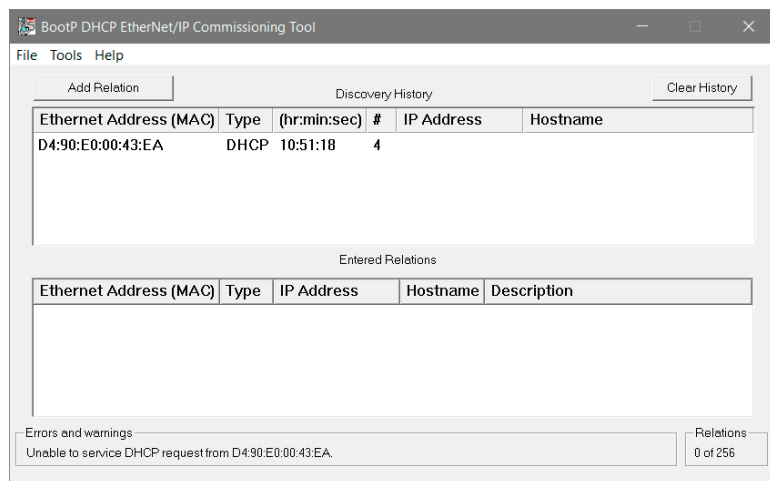 BootP DHCP EtherNet/IP Commissioning Tool
File Tools Help
Add Relation Discovery History Clear History
Ethernet Address (MAC) Type (hr:min:sec) # IP Address Hostname
D4:90:E0:00:43:EA DHCP 10:51:18 4
Entered Relations
Ethernet Address (MAC) Type IP Address Hostname Description
Errors and warnings Relations
Unable to service DHCP request from D4:90:E0:00:43:EA. 0 of 256